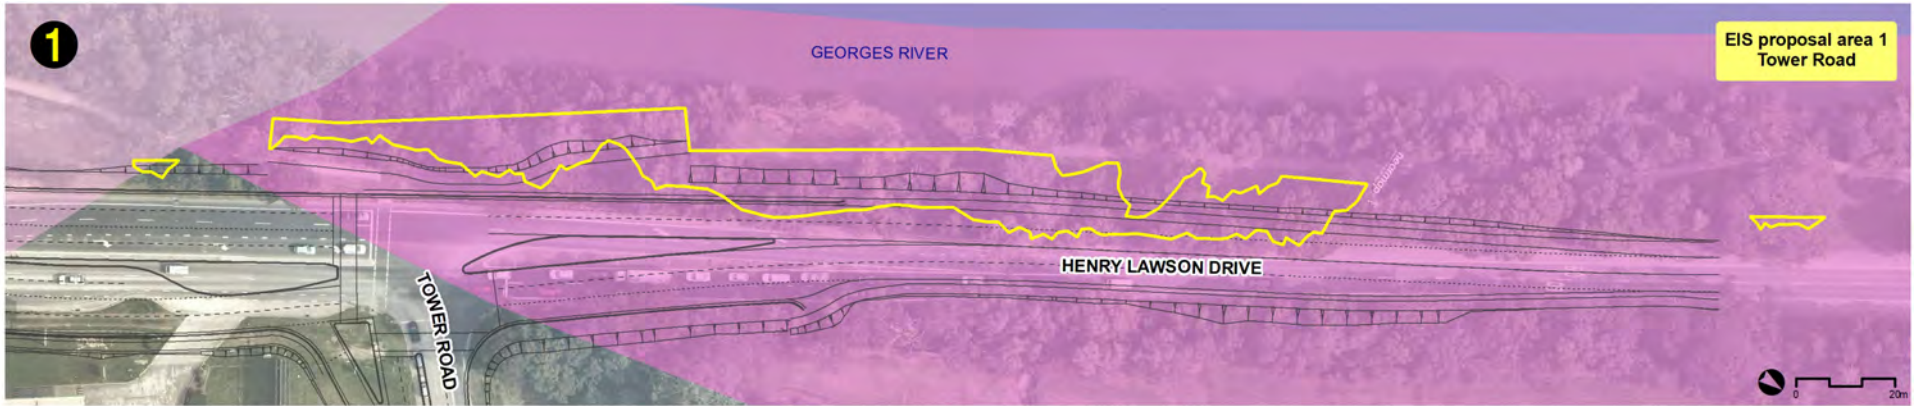 1
GEORGES RIVER
EIS proposal area 1
Tower Road
HENRY LAWSON DRIVE
TOWER ROAD
0
20m